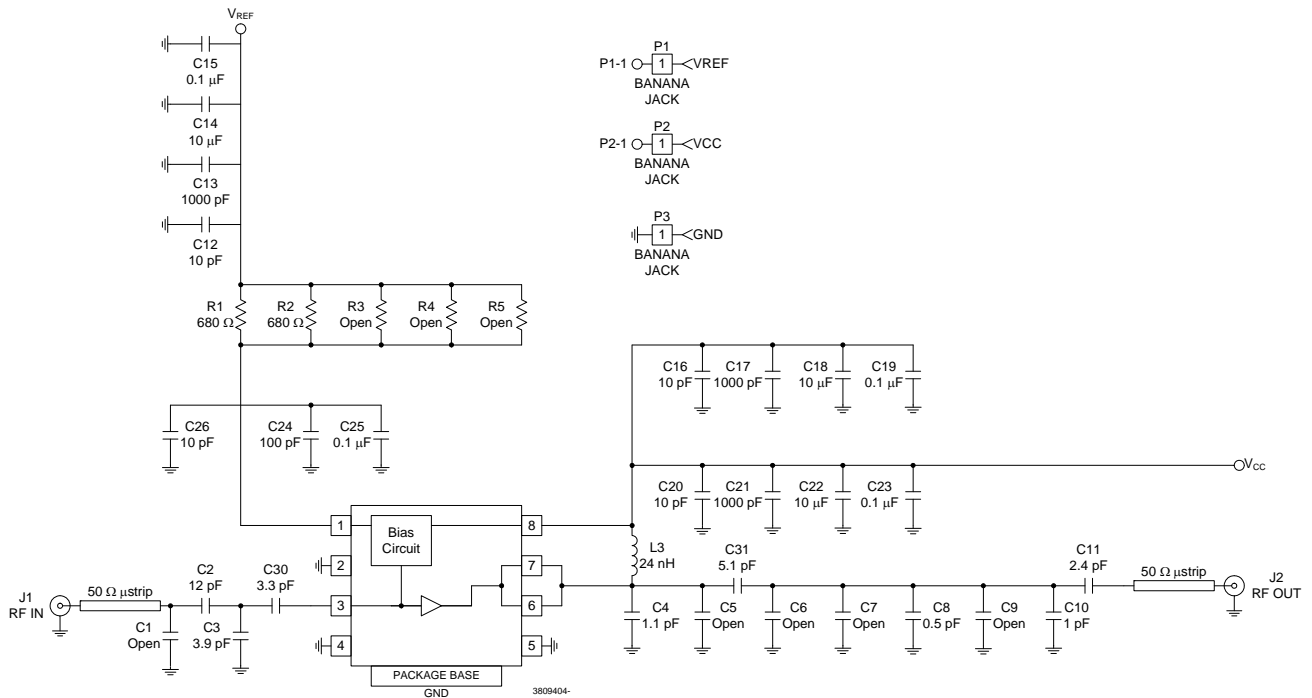 VREF
C15
0.1 μF
C14
10 μF
C13
1000 pF
C12
10 pF
P1
P1-1
1
VREF
BANANA
JACK
P2
P2-1
1
VCC
BANANA
JACK
P3
1
GND
BANANA
JACK
R1
680 Ω
R2
680 Ω
R3
Open
R4
Open
R5
Open
C16
10 pF
C17
1000 pF
C18
10 μF
C19
0.1 μF
C26
10 pF
C24
100 pF
C25
0.1 μF
C20
10 pF
C21
1000 pF
C22
10 μF
C23
0.1 μF
VCC
1
Bias
Circuit
8
2
7
3
6
4
5
PACKAGE BASE
GND
3809404-
L3
24 nH
J1
RF IN
50 Ω μstrip
C1
Open
C2
12 pF
C3
3.9 pF
C30
3.3 pF
C4
1.1 pF
C5
Open
C31
5.1 pF
C6
Open
C7
Open
C8
0.5 pF
C9
Open
C10
1 pF
C11
2.4 pF
50 Ω μstrip
J2
RF OUT